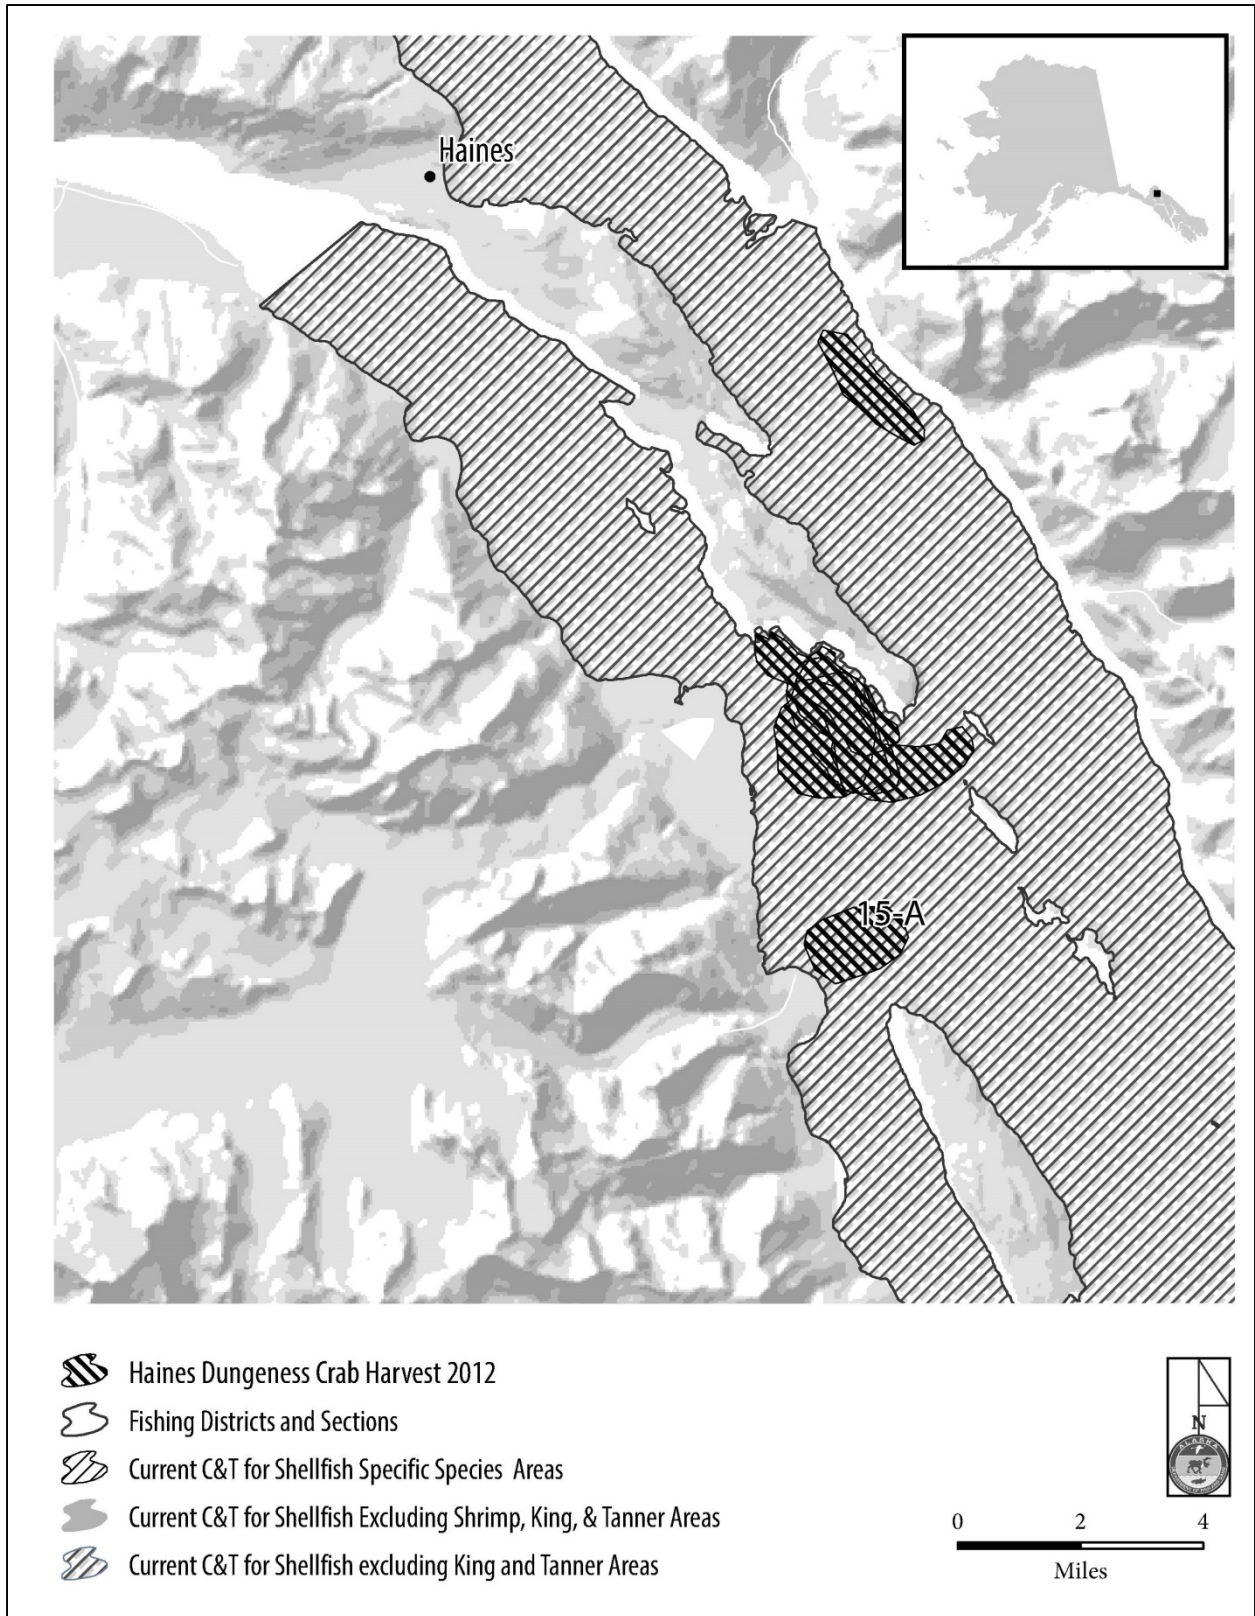 Haines
15-A
Haines Dungeness Crab Harvest 2012
Fishing Districts and Sections
Current C&T for Shellfish Specific Species Areas
Current C&T for Shellfish Excluding Shrimp, King, & Tanner Areas
Current C&T for Shellfish excluding King and Tanner Areas
N
ALASKA
0 2 4
Miles